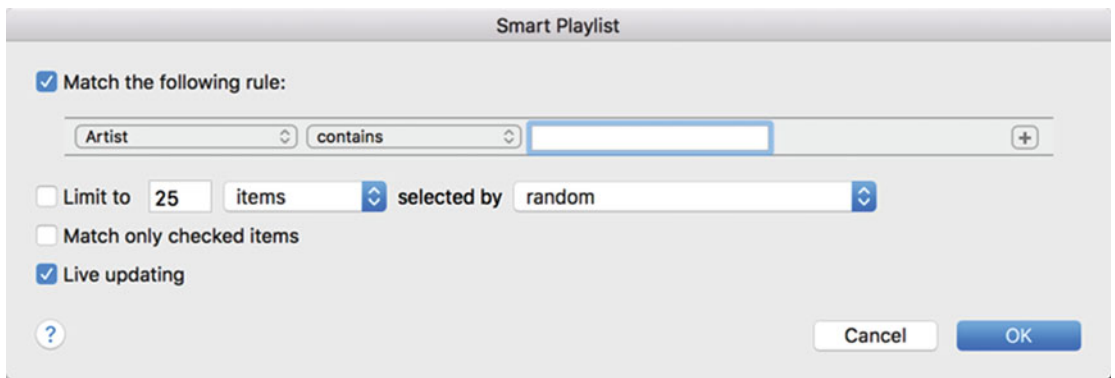 Smart Playlist
Match the following rule:
Artist contains +
Limit to 25 items selected by random
Match only checked items
Live updating
? Cancel OK